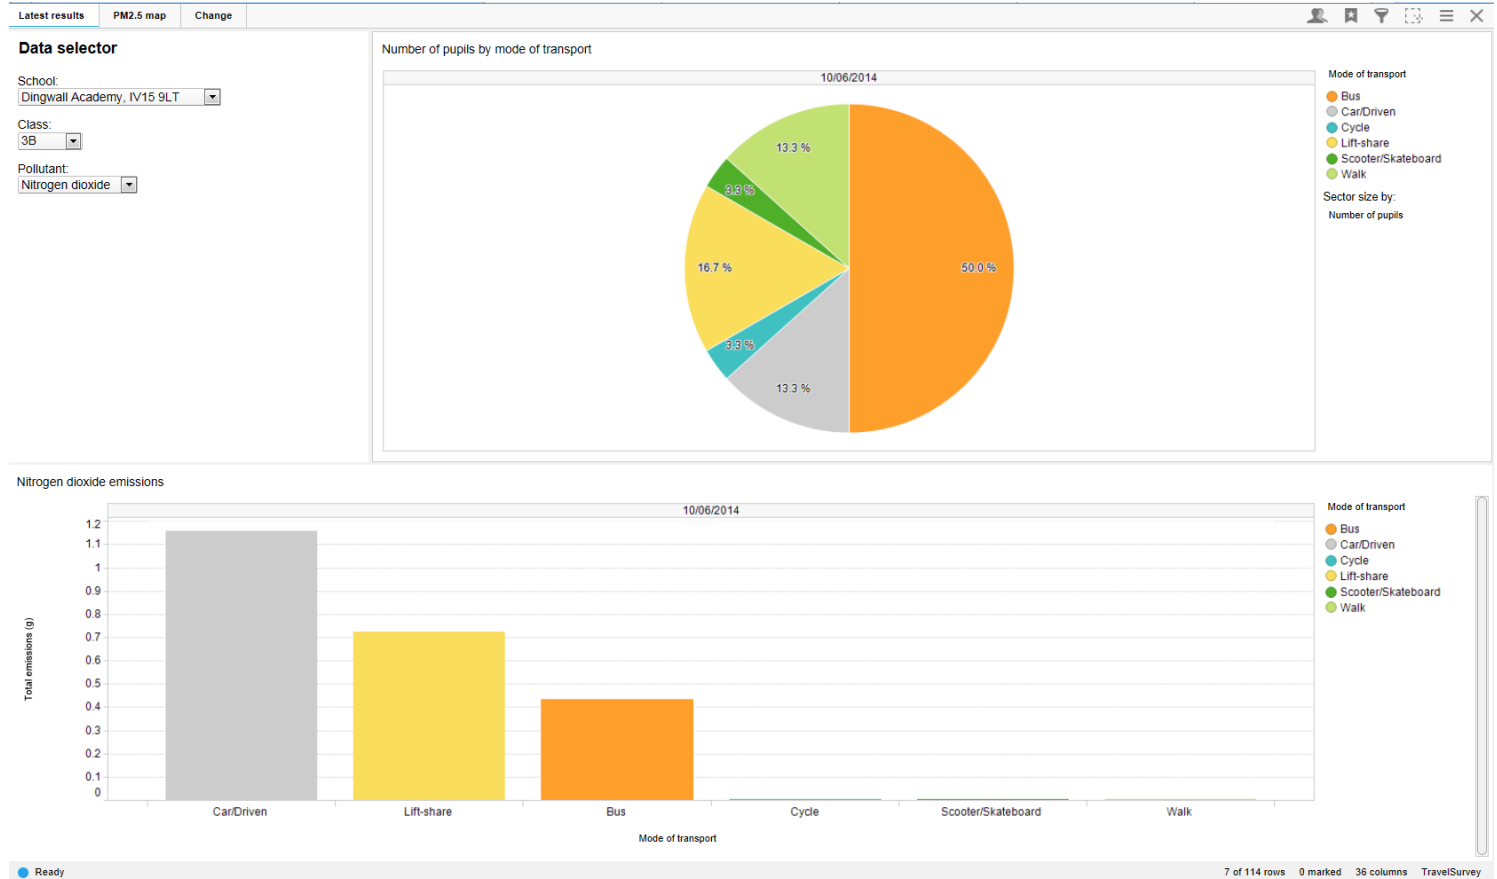 Latest results PM2.5 map Change
Data selector
School:
Dingwall Academy, IV15 9LT
Class:
3B
Pollutant:
Nitrogen dioxide
Number of pupils by mode of transport
10/06/2014
13.3 %
3.3 %
16.7 %
50.0 %
3.3 %
13.3 %
Mode of transport
Bus
Car/Driven
Cycle
Lift-share
Scooter/Skateboard
Walk
Sector size by:
Number of pupils
Nitrogen dioxide emissions
10/06/2014
Total emissions (g)
1.2
1.1
1
0.9
0.8
0.7
0.6
0.5
0.4
0.3
0.2
0.1
0
Car/Driven Lift-share Bus Cycle Scooter/Skateboard Walk
Mode of transport
Mode of transport
Bus
Car/Driven
Cycle
Lift-share
Scooter/Skateboard
Walk
Ready 7 of 114 rows 0 marked 36 columns TravelSurvey